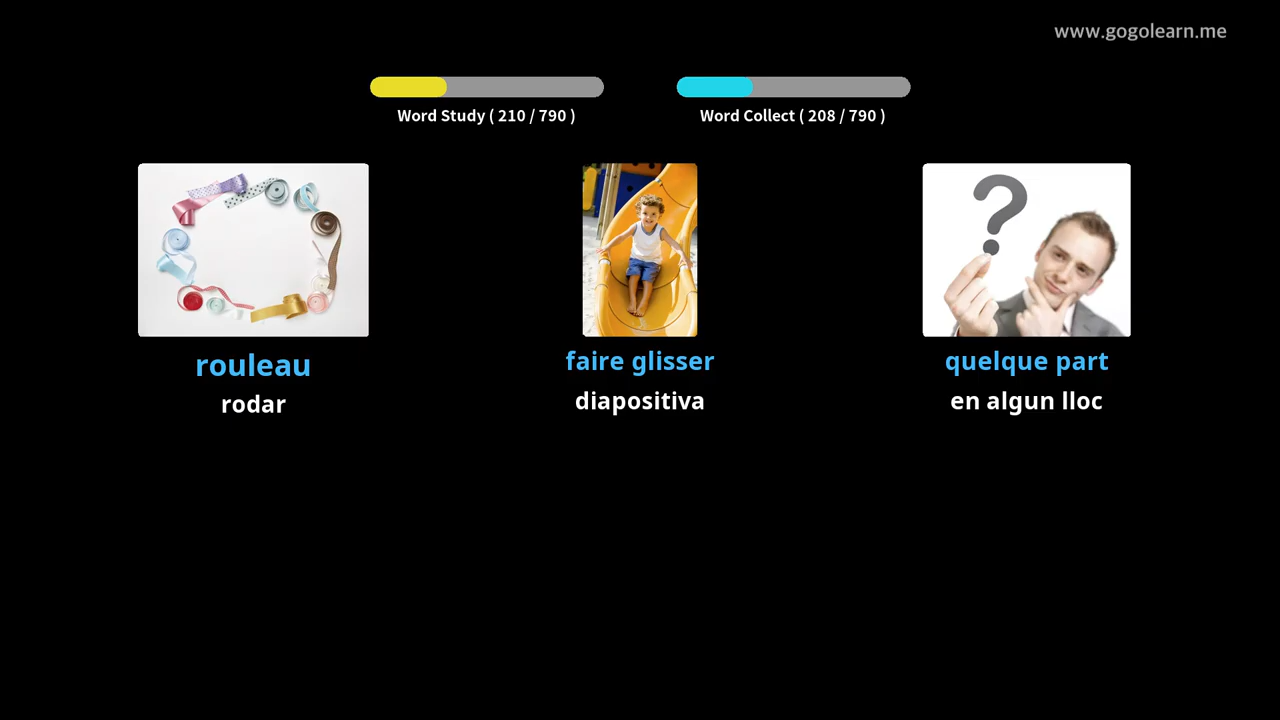 www.gogolearn.me
Word Study ( 210 / 790 )
Word Collect ( 208 / 790 )
rouleau
rodar
faire glisser
diapositiva
quelque part
en algun lloc